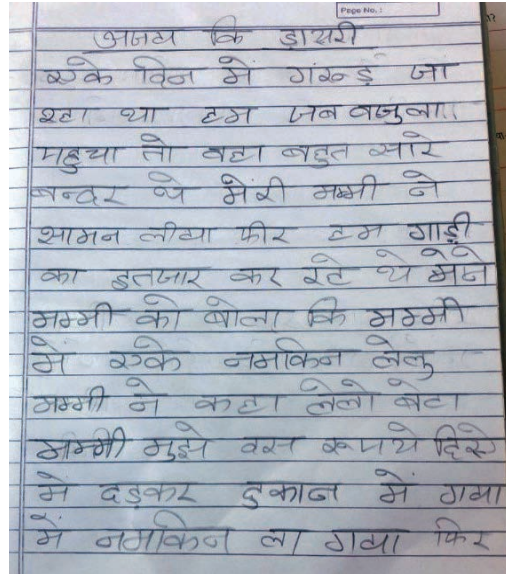 Page No. :
अजय कि डायरी
एके दिन में गरुड़ जा
रहा था हम जब बजुला
पहुचा तो वहा बहुत सारे
बन्दर थे मेरी मम्मी ने
सामन लीया फीर हम गाड़ी
का इतजार कर रहे थे मेने
मम्मी को बोला कि मम्मी
में एके नमकिन लेलु
मम्मी ने कहा लेलो बेटा
मम्मी मुझे दस रूपये दिये
में दड़कर दुकान में गया
में नमकिन ला गया फिर